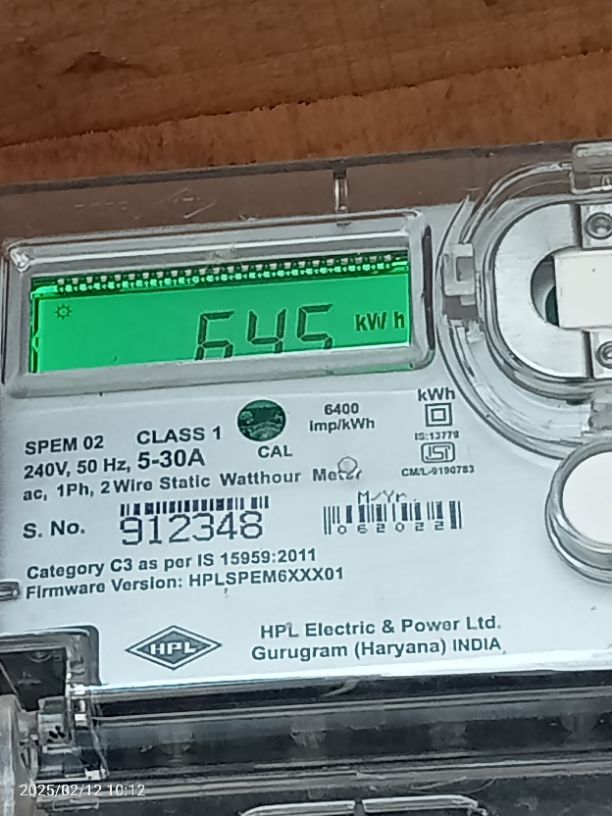 645 kW h
SPEM 02 CLASS 1
240V, 50 Hz, 5-30A
CAL
6400
Imp/kWh
kWh
IS:13779
ISI
CM/L-9190783
ac, 1Ph, 2 Wire Static Watthour Meter
S. No. 912348
M/Yr.
062022
Category C3 as per IS 15959:2011
Firmware Version: HPLSPEM6XXX01
HPL
HPL Electric & Power Ltd.
Gurugram (Haryana) INDIA
2025/02/12 10:12